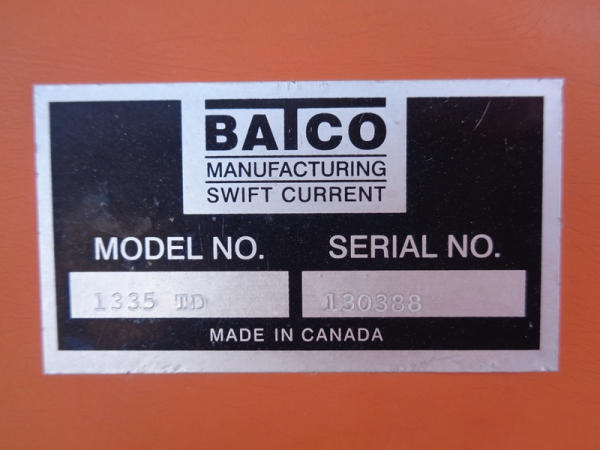 BATCO
MANUFACTURING
SWIFT CURRENT
MODEL NO. SERIAL NO.
1335 TD 130388
MADE IN CANADA